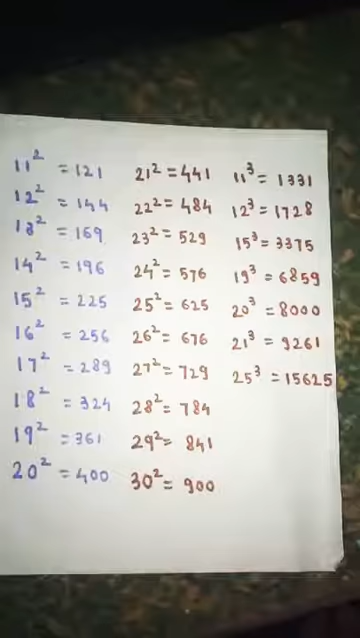 11² = 121
12² = 144
13² = 169
14² = 196
15² = 225
16² = 256
17² = 289
18² = 324
19² = 361
20² = 400
21² = 441
22² = 484
23² = 529
24² = 576
25² = 625
26² = 676
27² = 729
28² = 784
29² = 841
30² = 900
11³ = 1331
12³ = 1728
15³ = 3375
19³ = 6859
20³ = 8000
21³ = 9261
25³ = 15625